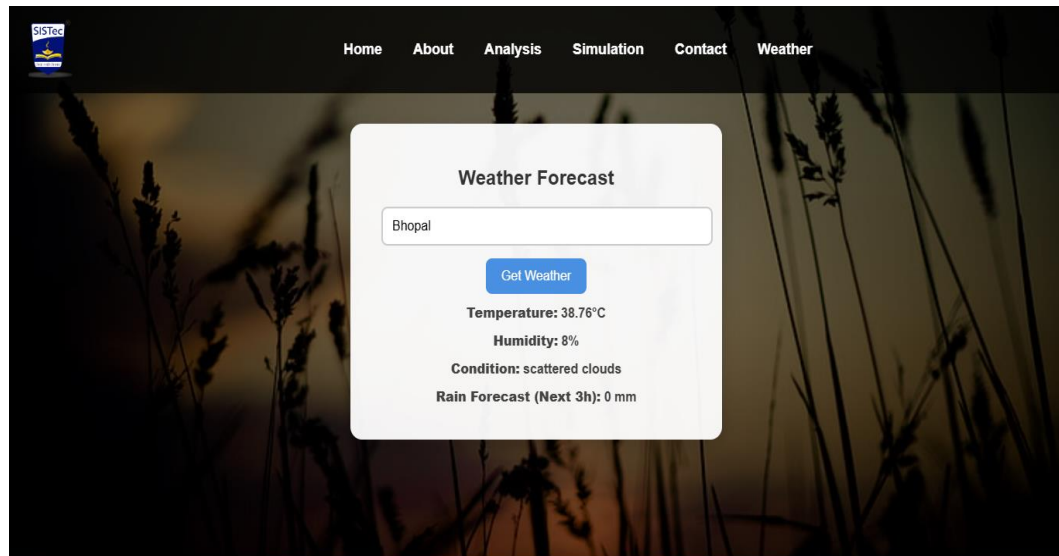 SISTec
Home About Analysis Simulation Contact Weather
Weather Forecast
Bhopal
Get Weather
Temperature: 38.76°C
Humidity: 8%
Condition: scattered clouds
Rain Forecast (Next 3h): 0 mm